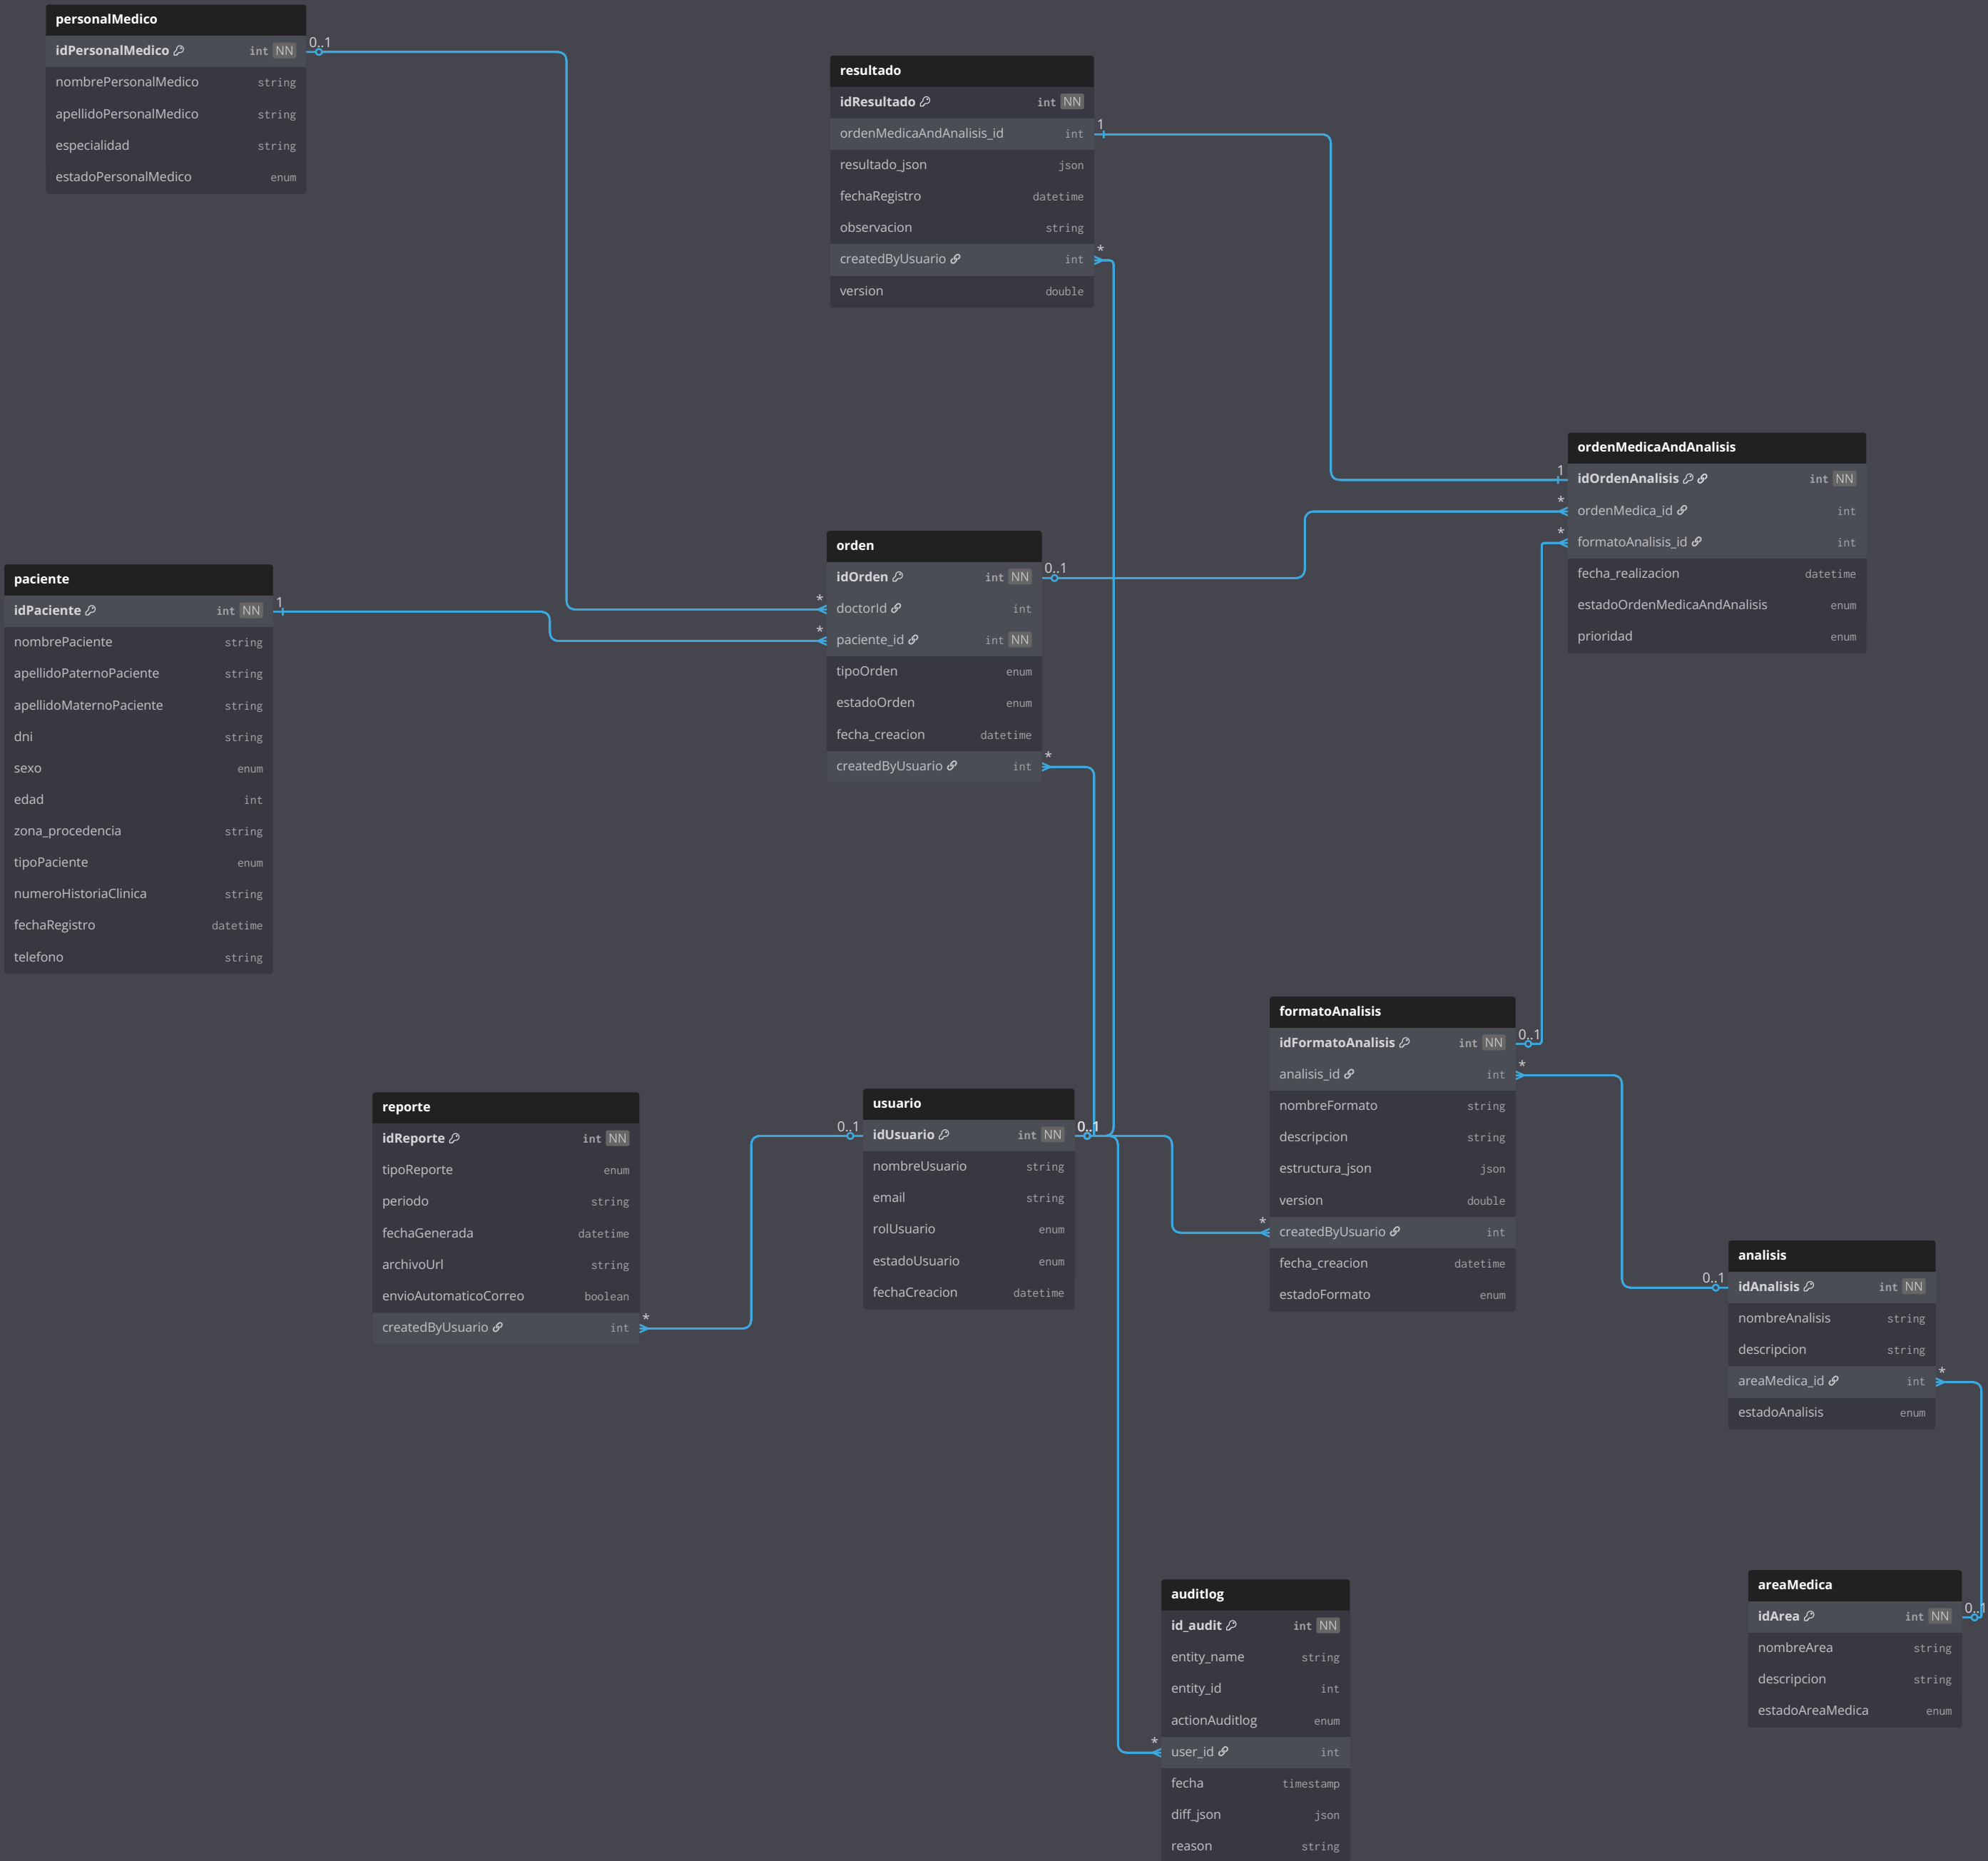 personalMedico
idPersonalMedico int NN 0..1
nombrePersonalMedico string
apellidoPersonalMedico string
especialidad string
estadoPersonalMedico enum
resultado
idResultado int NN
ordenMedicaAndAnalisis_id int 1
resultado_json json
fechaRegistro datetime
observacion string
createdByUsuario int *
version double
ordenMedicaAndAnalisis
1 idOrdenAnalisis int NN
* ordenMedica_id int
* formatoAnalisis_id int
fecha_realizacion datetime
estadoOrdenMedicaAndAnalisis enum
prioridad enum
orden
idOrden int NN 0..1
* doctorId int
* paciente_id int NN
tipoOrden enum
estadoOrden enum
fecha_creacion datetime
createdByUsuario int *
paciente
idPaciente int NN 1
nombrePaciente string
apellidoPaternoPaciente string
apellidoMaternoPaciente string
dni string
sexo enum
edad int
zona_procedencia string
tipoPaciente enum
numeroHistoriaClinica string
fechaRegistro datetime
telefono string
formatoAnalisis
idFormatoAnalisis int NN 0..1
analisis_id int *
nombreFormato string
descripcion string
estructura_json json
version double
* createdByUsuario int
fecha_creacion datetime
estadoFormato enum
reporte
idReporte int NN
tipoReporte enum
periodo string
fechaGenerada datetime
archivoUrl string
envioAutomaticoCorreo boolean
createdByUsuario int *
usuario
0..1 idUsuario int NN 0..1
nombreUsuario string
email string
rolUsuario enum
estadoUsuario enum
fechaCreacion datetime
analisis
0..1 idAnalisis int NN
nombreAnalisis string
descripcion string
areaMedica_id int *
estadoAnalisis enum
areaMedica
idArea int NN 0..1
nombreArea string
descripcion string
estadoAreaMedica enum
auditlog
id_audit int NN
entity_name string
entity_id int
actionAuditlog enum
* user_id int
fecha timestamp
diff_json json
reason string